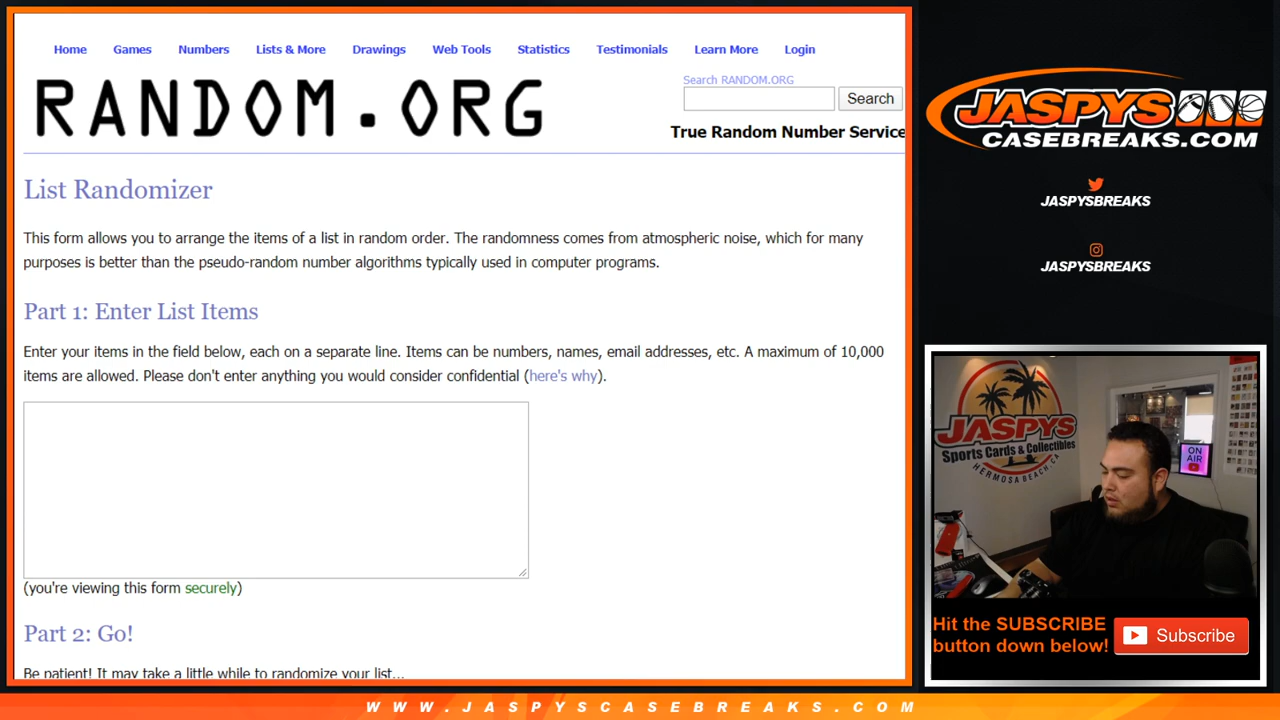 Home Games Numbers Lists & More Drawings Web Tools Statistics Testimonials Learn More Login
RANDOM.ORG
Search RANDOM.ORG
Search
True Random Number Service
List Randomizer
This form allows you to arrange the items of a list in random order. The randomness comes from atmospheric noise, which for many
purposes is better than the pseudo-random number algorithms typically used in computer programs.
Part 1: Enter List Items
Enter your items in the field below, each on a separate line. Items can be numbers, names, email addresses, etc. A maximum of 10,000
items are allowed. Please don't enter anything you would consider confidential (here's why).
(you're viewing this form securely)
Part 2: Go!
Be patient! It may take a little while to randomize your list...
JASPYS
CASEBREAKS.COM
JASPYSBREAKS
JASPYSBREAKS
JASPYS
Sports Cards & Collectibles
HERMOSA BEACH, CA
ON
AIR
Hit the SUBSCRIBE
button down below!
Subscribe
WWW.JASPYSCASEBREAKS.COM